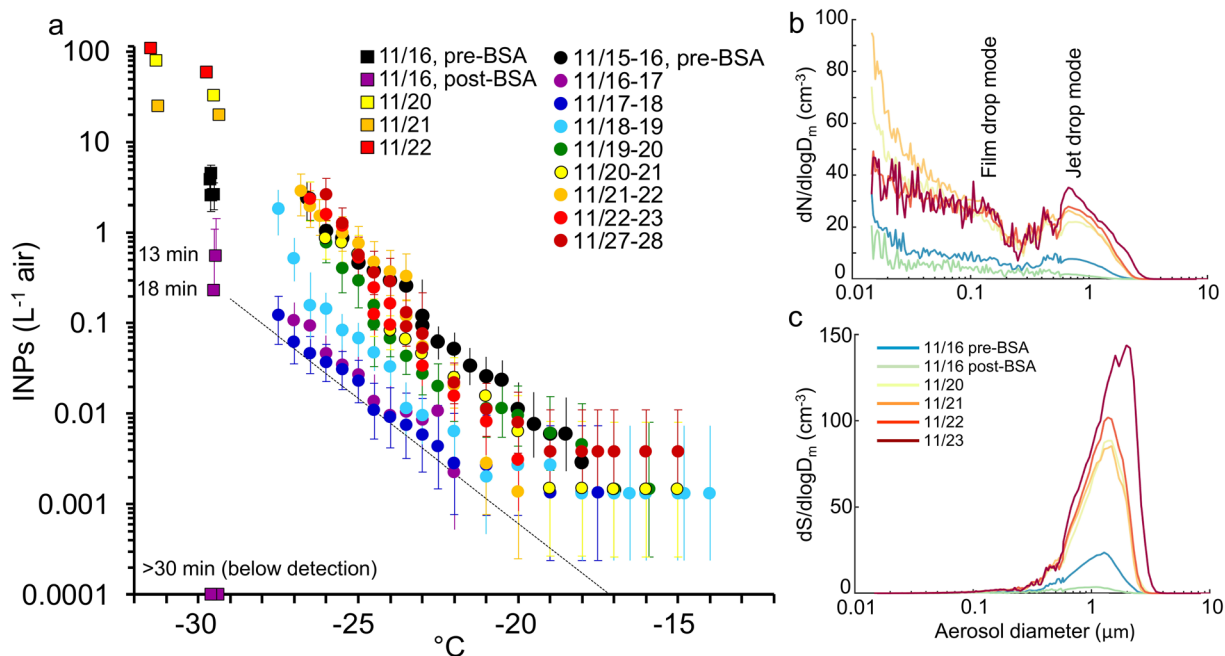 a
INPs (L⁻¹ air)
100
10
1
0.1
0.01
0.001
0.0001
-30
-25
-20
-15
°C
11/16, pre-BSA
11/16, post-BSA
11/20
11/21
11/22
11/15-16, pre-BSA
11/16-17
11/17-18
11/18-19
11/19-20
11/20-21
11/21-22
11/22-23
11/27-28
13 min
18 min
>30 min (below detection)
b
dN/dlogDₘ (cm⁻³)
100
80
60
40
20
0
0.01
0.1
1
10
Film drop mode
Jet drop mode
c
dS/dlogDₘ (cm⁻³)
150
100
50
0
11/16 pre-BSA
11/16 post-BSA
11/20
11/21
11/22
11/23
0.01
0.1
1
10
Aerosol diameter (μm)